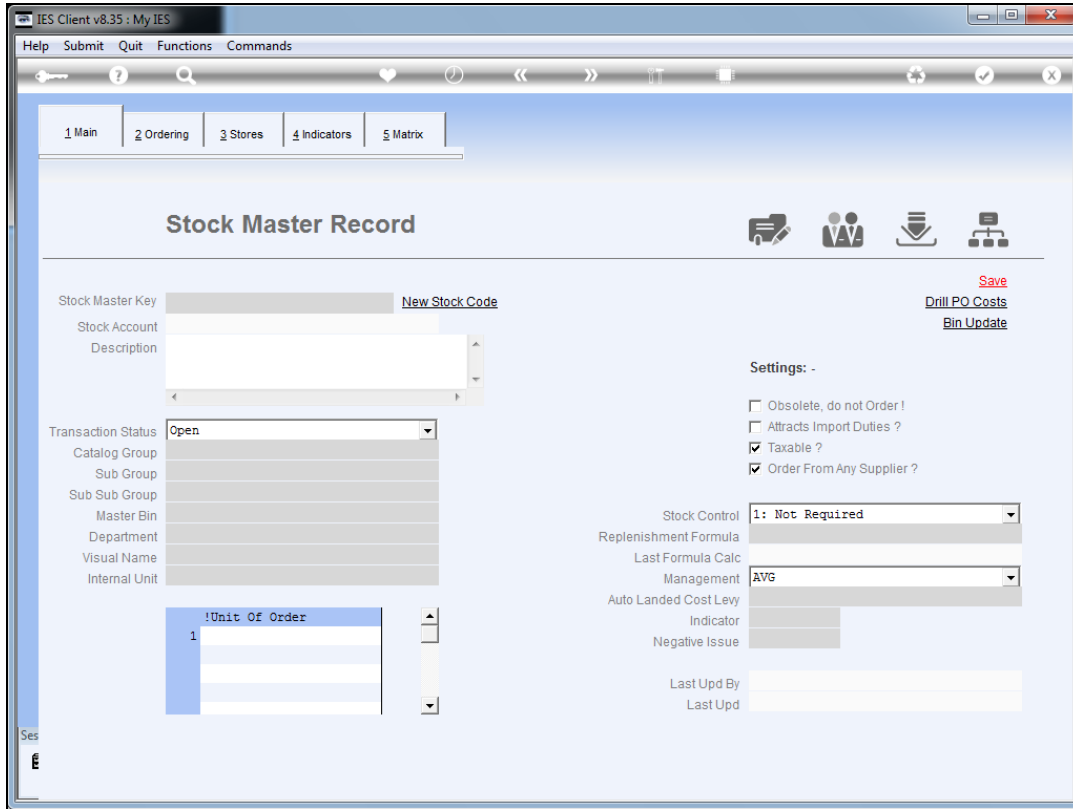 IES Client v8.35 : My IES
Help Submit Quit Functions Commands
1 Main 2 Ordering 3 Stores 4 Indicators 5 Matrix
Stock Master Record
Save
Stock Master Key New Stock Code Drill PO Costs
Stock Account Bin Update
Description
Settings: -
Obsolete, do not Order !
Attracts Import Duties ?
Transaction Status Open
Taxable ?
Catalog Group
Order From Any Supplier ?
Sub Group
Sub Sub Group
Master Bin Stock Control 1: Not Required
Department Replenishment Formula
Visual Name Last Formula Calc
Internal Unit Management AVG
Auto Landed Cost Levy
!Unit Of Order Indicator
1 Negative Issue
Last Upd By
Last Upd
Ses